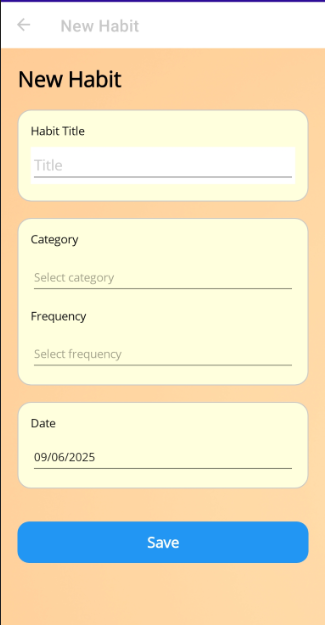 New Habit
New Habit
Habit Title
Title
Category
Select category
Frequency
Select frequency
Date
09/06/2025
Save